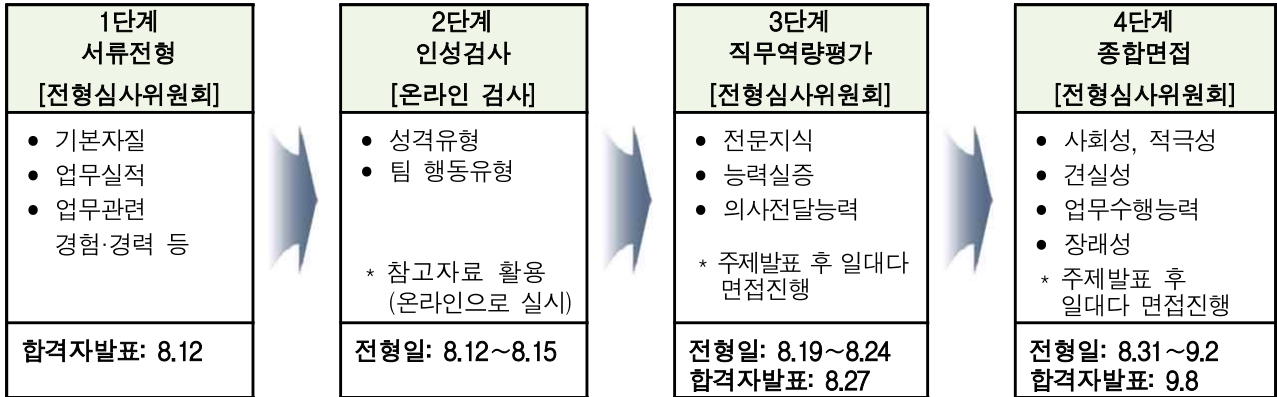 1단계
서류전형
[전형심사위원회]
• 기본자질
• 업무실적
• 업무관련
경험·경력 등
합격자발표: 8.12
2단계
인성검사
[온라인 검사]
• 성격유형
• 팀 행동유형
* 참고자료 활용
(온라인으로 실시)
전형일: 8.12~8.15
3단계
직무역량평가
[전형심사위원회]
• 전문지식
• 능력실증
• 의사전달능력
* 주제발표 후 일대다
면접진행
전형일: 8.19~8.24
합격자발표: 8.27
4단계
종합면접
[전형심사위원회]
• 사회성, 적극성
• 견실성
• 업무수행능력
• 장래성
* 주제발표 후
일대다 면접진행
전형일: 8.31~9.2
합격자발표: 9.8